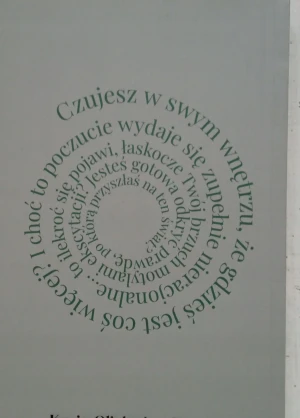 Czujesz w swym wnętrzu, że gdzieś jest coś więcej? I choć to poczucie wydaje się zupełnie nieracjonalne... to ilekroć się pojawi, łaskocze Twój brzuch motylami ekscytacji? Jesteś gotowa odkryć prawdę, po którą przyszłaś na ten świat?